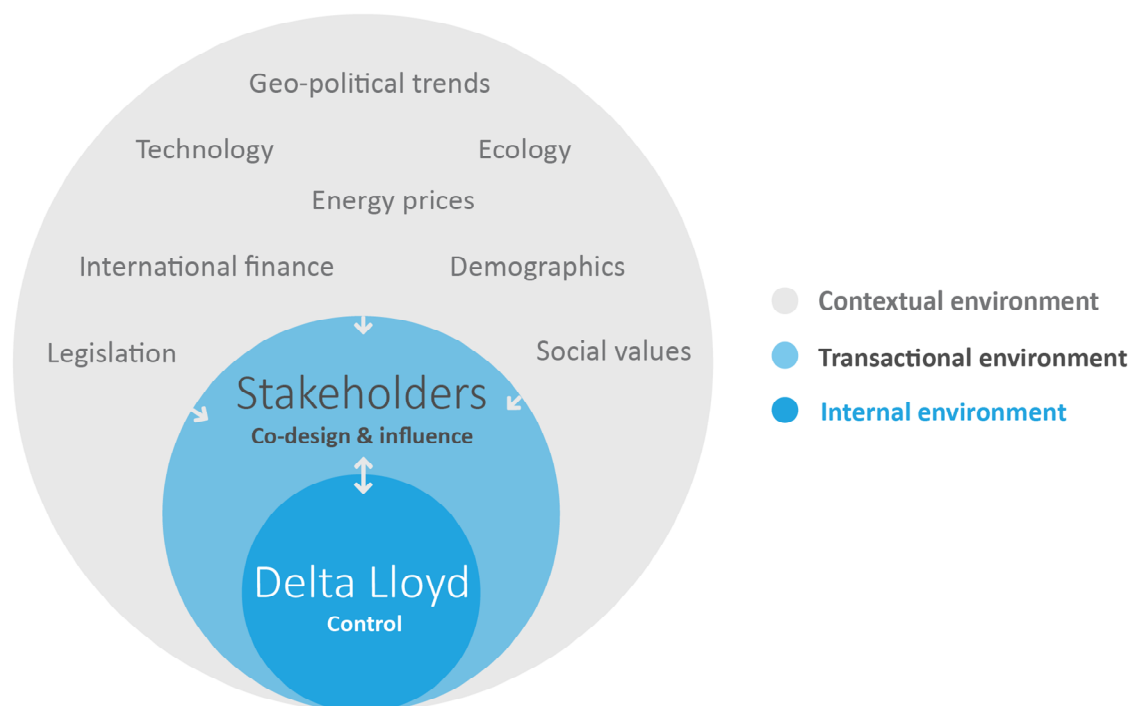 Geo-political trends
Technology
Ecology
Energy prices
International finance
Demographics
Legislation
Social values
Stakeholders
Co-design & influence
Delta Lloyd
Control
Contextual environment
Transactional environment
Internal environment